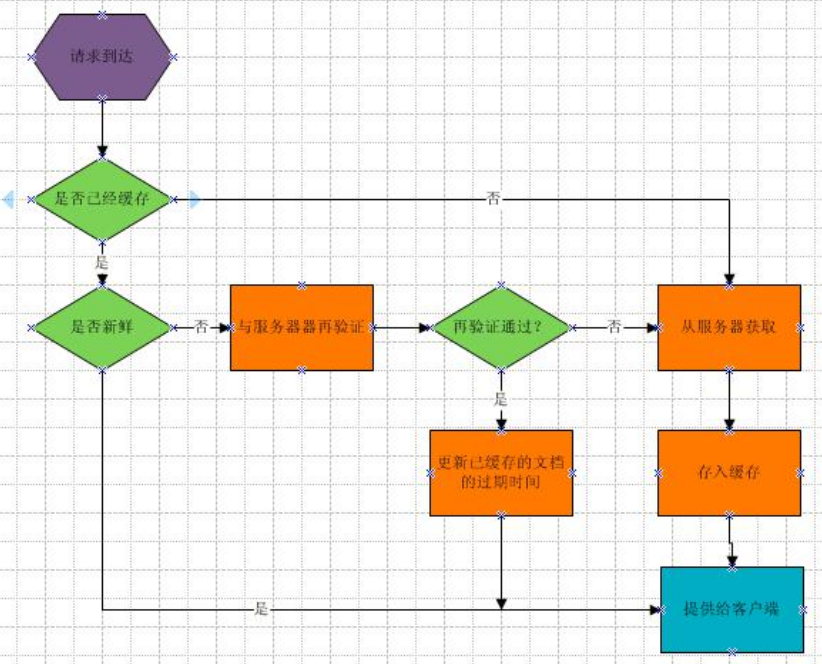 请求到达
是否已经缓存
否
是
是否新鲜
否
与服务器器再验证
再验证通过？
否
从服务器获取
是
更新已缓存的文档
的过期时间
存入缓存
是
提供给客户端